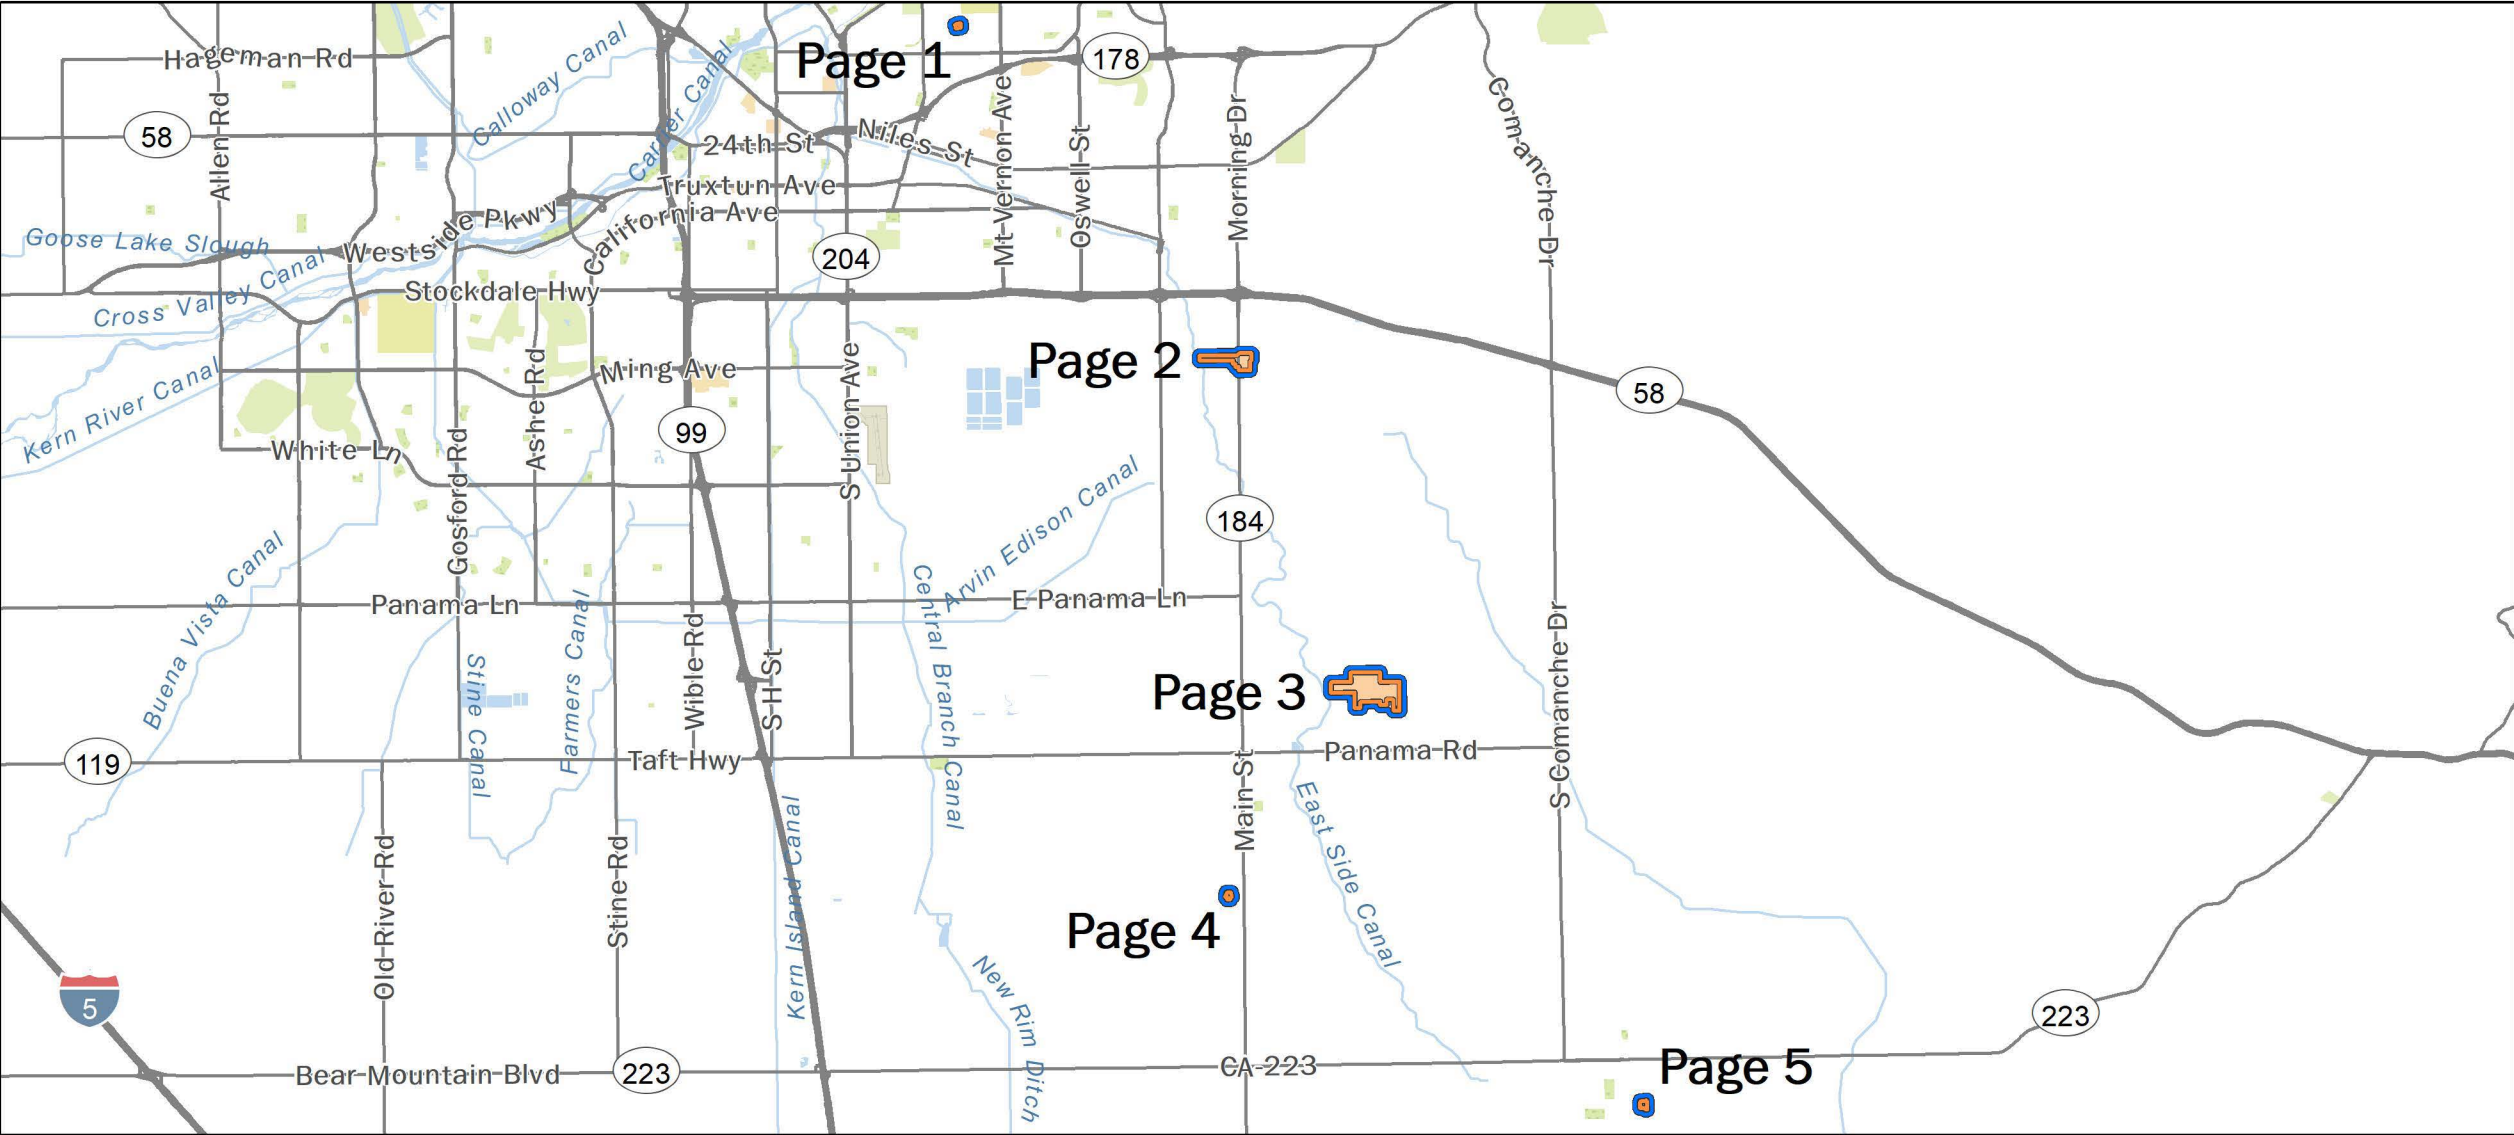 Page 1
178
Hageman Rd
Calloway Canal
Carrier Canal
58
Allen Rd
24th St
Niles St
Mt Vernon Ave
Oswell St
Morning Dr
Comanche Dr
Truxtun Ave
California Ave
Westside Pkwy
Goose Lake Slough
204
Cross Valley Canal
Stockdale Hwy
Page 2
Ming Ave
Kern River Canal
Ashe Rd
S Union Ave
58
99
White Ln
Gosford Rd
184
Arvin Edison Canal
Buena Vista Canal
Panama Ln
E Panama Ln
Central Branch Canal
Farmers Canal
Stine Canal
Wible Rd
S H St
Page 3
S Comanche Dr
119
Taft Hwy
Panama Rd
Main St
East Side Canal
Kern Island Canal
Old River Rd
Stine Rd
Page 4
New Rim Ditch
5
223
Bear Mountain Blvd
223
CA-223
Page 5